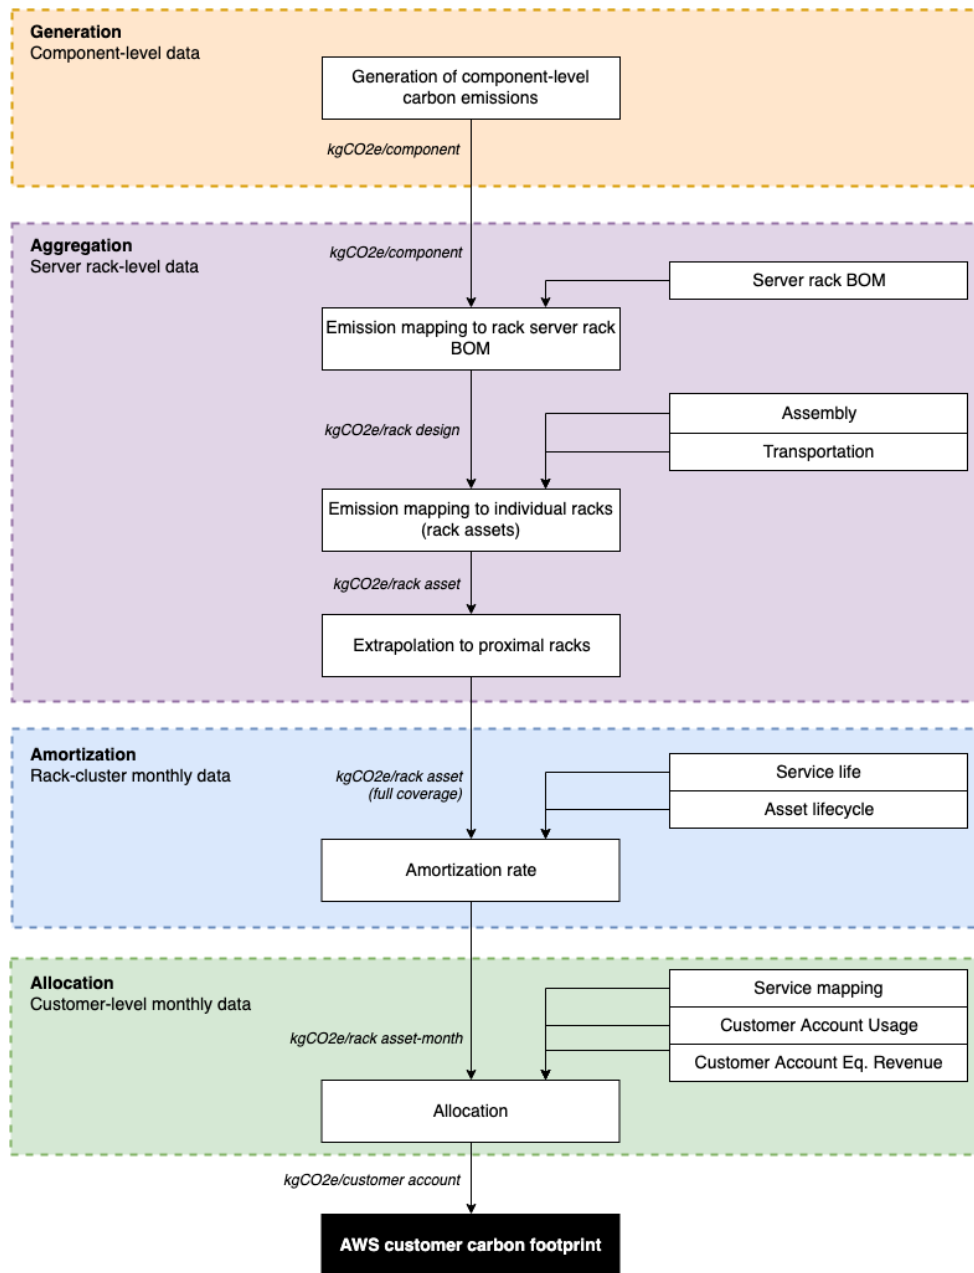 Generation
Component-level data
Generation of component-level
carbon emissions
kgCO2e/component
Aggregation
Server rack-level data
kgCO2e/component
Server rack BOM
Emission mapping to rack server rack
BOM
kgCO2e/rack design
Assembly
Transportation
Emission mapping to individual racks
(rack assets)
kgCO2e/rack asset
Extrapolation to proximal racks
Amortization
Rack-cluster monthly data
kgCO2e/rack asset
(full coverage)
Service life
Asset lifecycle
Amortization rate
Allocation
Customer-level monthly data
kgCO2e/rack asset-month
Service mapping
Customer Account Usage
Customer Account Eq. Revenue
Allocation
kgCO2e/customer account
AWS customer carbon footprint